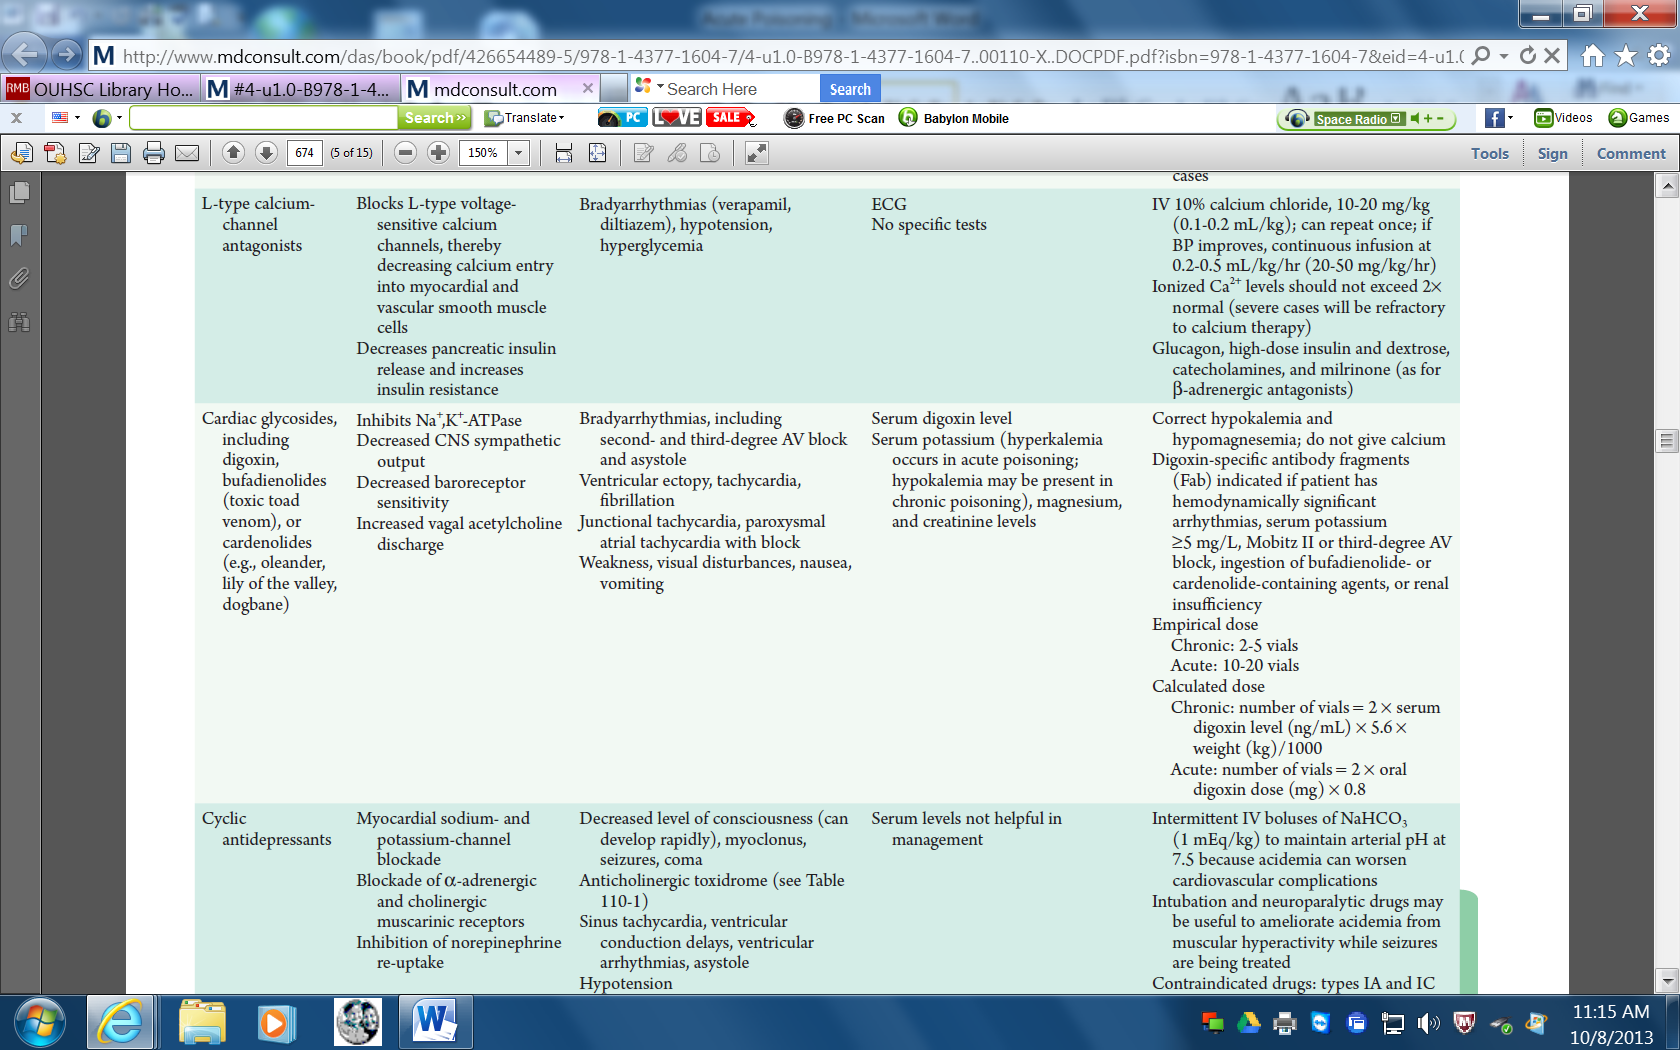 Acute Poisoning - Microsoft Word
http://www.mdconsult.com/das/book/pdf/426654489-5/978-1-4377-1604-7/4-u1.0-B978-1-4377-1604-7..00110-X..DOCPDF.pdf?isbn=978-1-4377-1604-7&eid=4-u1.0
RMB OUHSC Library Ho...
M #4-u1.0-B978-1-4...
M mdconsult.com
Search Here
Search
x
Search >>
Translate
PC
LOVE
SALE
Free PC Scan
Babylon Mobile
Space Radio
Videos
Games
674 (5 of 15)
150%
Tools
Sign
Comment
cases
L-type calcium-
channel
antagonists
Blocks L-type voltage-
sensitive calcium
channels, thereby
decreasing calcium entry
into myocardial and
vascular smooth muscle
cells
Decreases pancreatic insulin
release and increases
insulin resistance
Bradyarrhythmias (verapamil,
diltiazem), hypotension,
hyperglycemia
ECG
No specific tests
IV 10% calcium chloride, 10-20 mg/kg
(0.1-0.2 mL/kg); can repeat once; if
BP improves, continuous infusion at
0.2-0.5 mL/kg/hr (20-50 mg/kg/hr)
Ionized Ca²⁺ levels should not exceed 2×
normal (severe cases will be refractory
to calcium therapy)
Glucagon, high-dose insulin and dextrose,
catecholamines, and milrinone (as for
β-adrenergic antagonists)
Cardiac glycosides,
including
digoxin,
bufadienolides
(toxic toad
venom), or
cardenolides
(e.g., oleander,
lily of the valley,
dogbane)
Inhibits Na⁺,K⁺-ATPase
Decreased CNS sympathetic
output
Decreased baroreceptor
sensitivity
Increased vagal acetylcholine
discharge
Bradyarrhythmias, including
second- and third-degree AV block
and asystole
Ventricular ectopy, tachycardia,
fibrillation
Junctional tachycardia, paroxysmal
atrial tachycardia with block
Weakness, visual disturbances, nausea,
vomiting
Serum digoxin level
Serum potassium (hyperkalemia
occurs in acute poisoning;
hypokalemia may be present in
chronic poisoning), magnesium,
and creatinine levels
Correct hypokalemia and
hypomagnesemia; do not give calcium
Digoxin-specific antibody fragments
(Fab) indicated if patient has
hemodynamically significant
arrhythmias, serum potassium
≥5 mg/L, Mobitz II or third-degree AV
block, ingestion of bufadienolide- or
cardenolide-containing agents, or renal
insufficiency
Empirical dose
Chronic: 2-5 vials
Acute: 10-20 vials
Calculated dose
Chronic: number of vials = 2 × serum
digoxin level (ng/mL) × 5.6 ×
weight (kg)/1000
Acute: number of vials = 2 × oral
digoxin dose (mg) × 0.8
Cyclic
antidepressants
Myocardial sodium- and
potassium-channel
blockade
Blockade of α-adrenergic
and cholinergic
muscarinic receptors
Inhibition of norepinephrine
re-uptake
Decreased level of consciousness (can
develop rapidly), myoclonus,
seizures, coma
Anticholinergic toxidrome (see Table
110-1)
Sinus tachycardia, ventricular
conduction delays, ventricular
arrhythmias, asystole
Hypotension
Serum levels not helpful in
management
Intermittent IV boluses of NaHCO₃
(1 mEq/kg) to maintain arterial pH at
7.5 because acidemia can worsen
cardiovascular complications
Intubation and neuroparalytic drugs may
be useful to ameliorate acidemia from
muscular hyperactivity while seizures
are being treated
Contraindicated drugs: types IA and IC
11:15 AM
10/8/2013